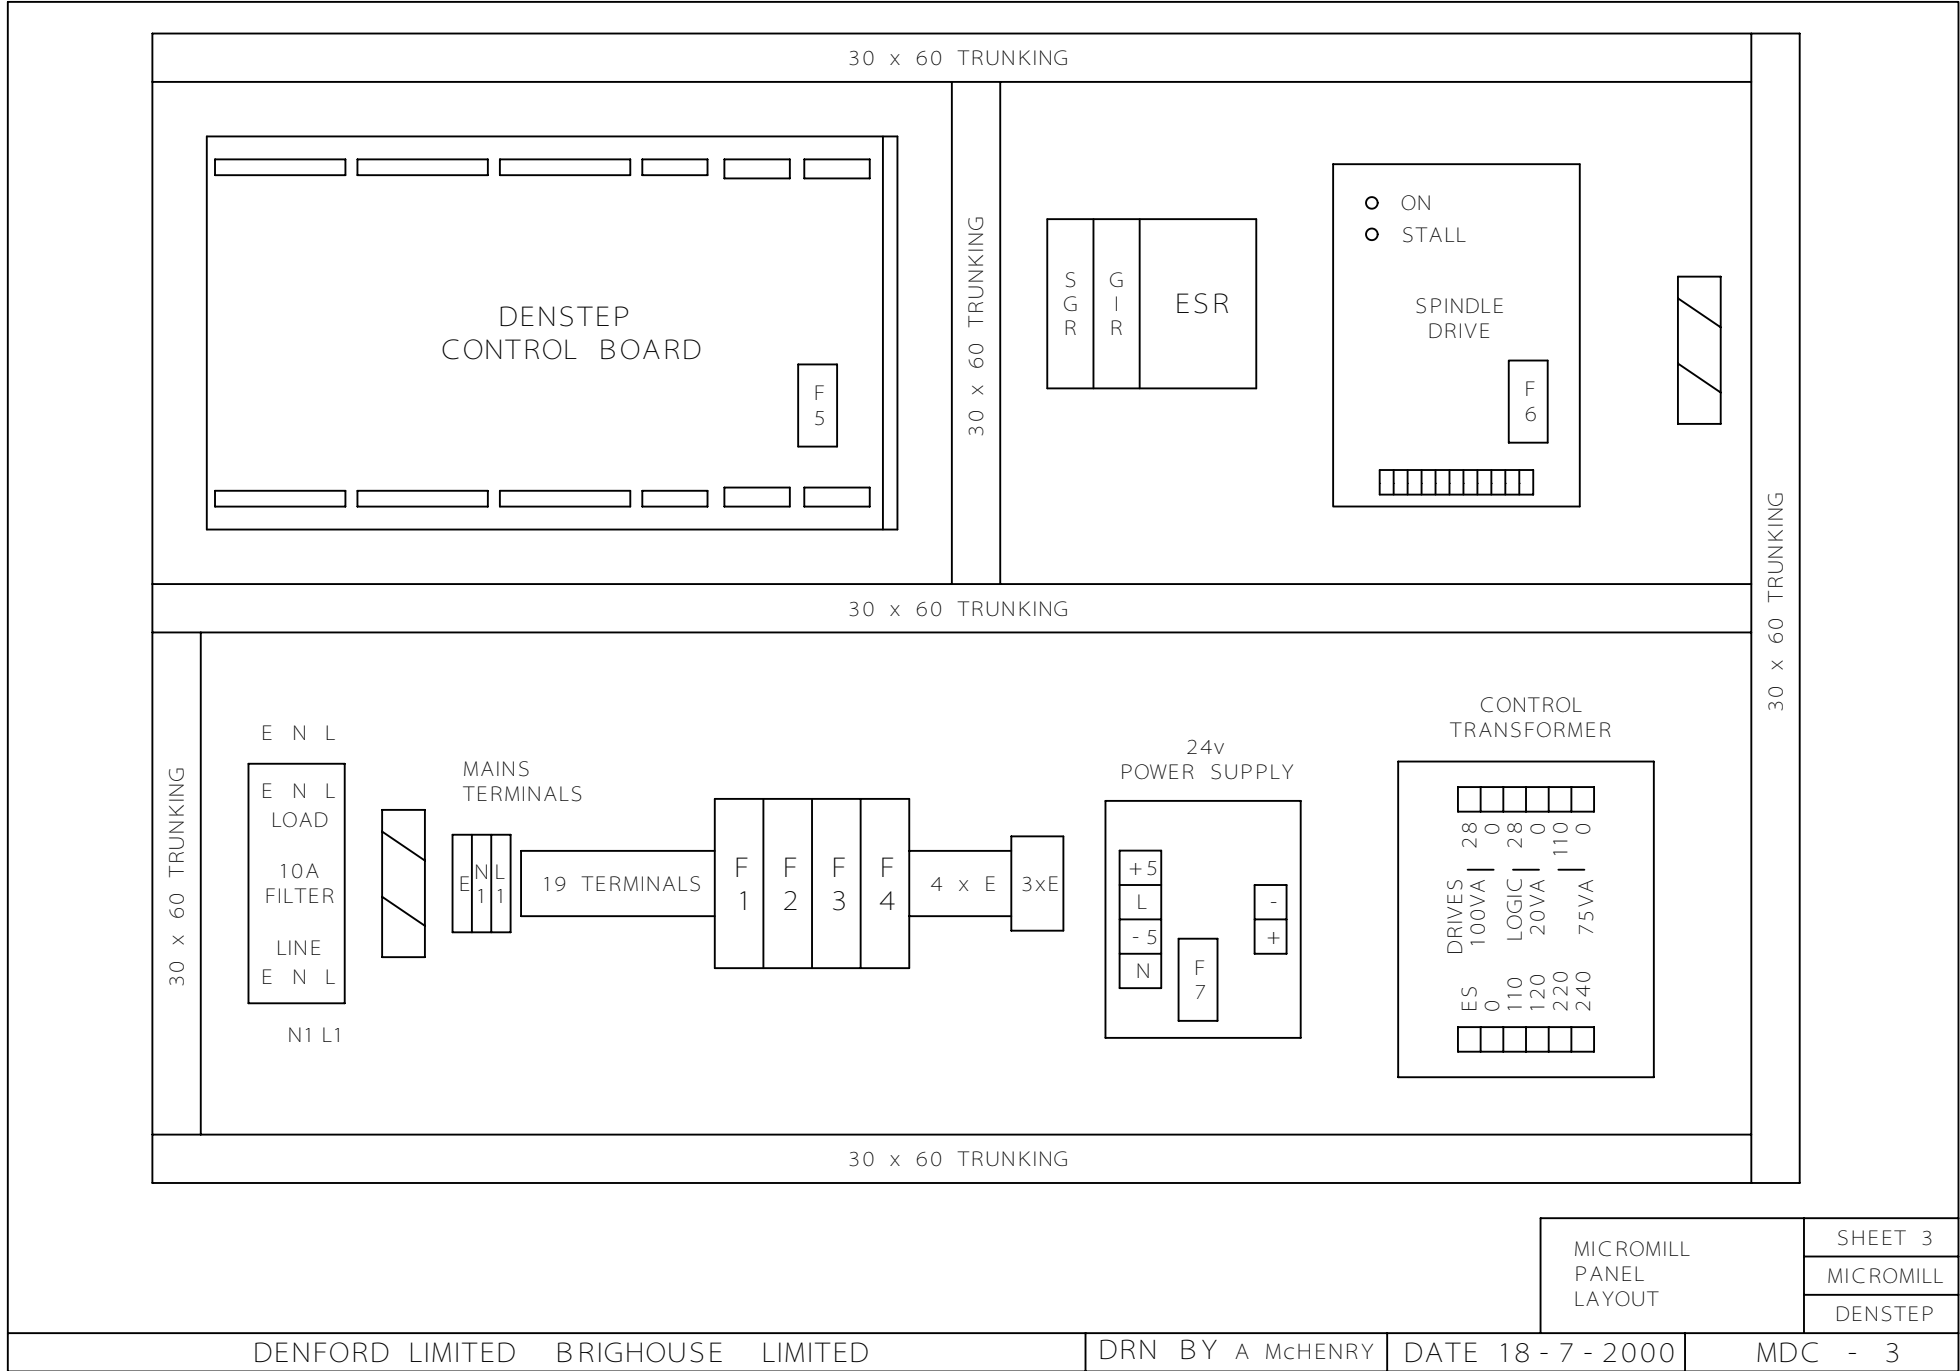 30 x 60 TRUNKING
DENSTEP
CONTROL BOARD
F
5
30 x 60 TRUNKING
S
G
R
G
I
R
ESR
ON
STALL
SPINDLE
DRIVE
F
6
30 x 60 TRUNKING
30 x 60 TRUNKING
30 x 60 TRUNKING
E N L
E N L
LOAD
10A
FILTER
LINE
E N L
N1 L1
MAINS
TERMINALS
E
N
1
L
1
19 TERMINALS
F
1
F
2
F
3
F
4
4 x E
3xE
24v
POWER SUPPLY
+5
L
-5
N
F
7
-
+
CONTROL
TRANSFORMER
28
0
28
0
110
0
DRIVES
100VA
LOGIC
20VA
75VA
ES
0
110
120
220
240
30 x 60 TRUNKING
MICROMILL
PANEL
LAYOUT
SHEET 3
MICROMILL
DENSTEP
DENFORD LIMITED BRIGHOUSE LIMITED
DRN BY A McHENRY
DATE 18-7-2000
MDC - 3